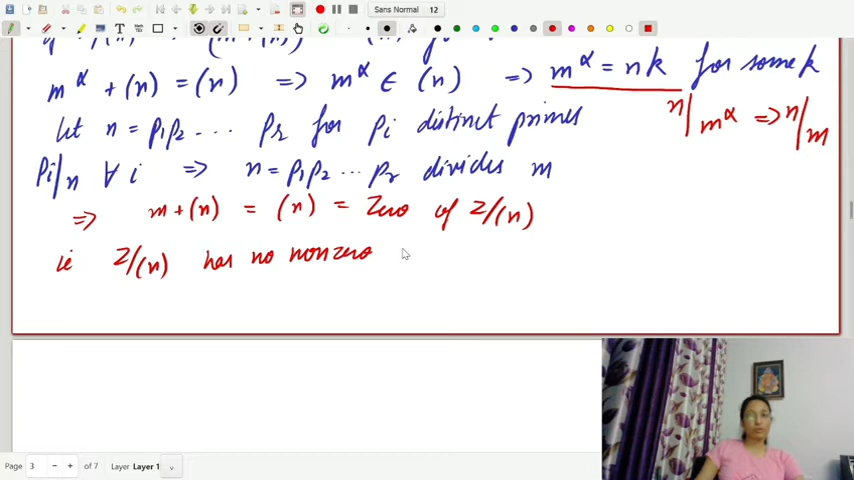 Sans Normal 12
m^α + (n) = (n) ⇒ m^α ∈ (n) ⇒ m^α = nk for some k
n/m^α ⇒ n/m
let n = p₁p₂ .... pr for pi distinct primes
Pi/n ∀ i ⇒ n = p₁p₂ ... pr divides m
⇒ m + (n) = (n) = Zero of Z/(n)
ie Z/(n) has no nonzero
Page 3 of 7 Layer Layer 1